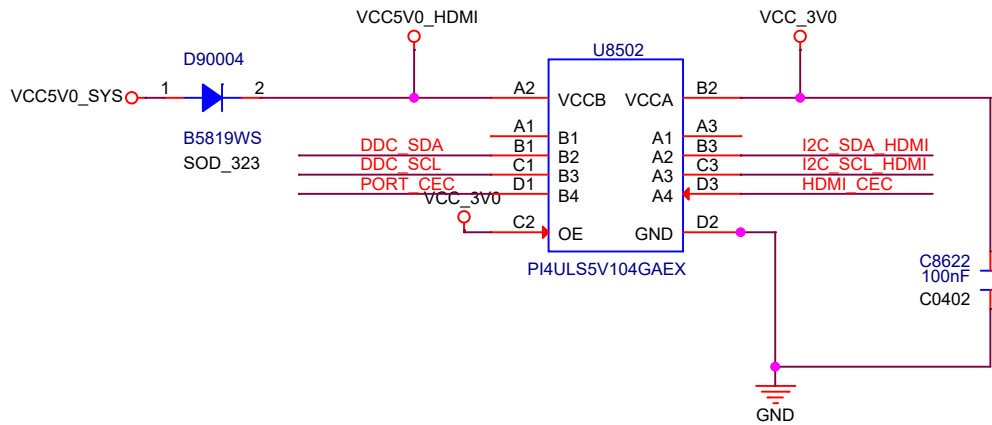 VCC5V0_HDMI
VCC_3V0
D90004
U8502
VCC5V0_SYS
1
2
A2
VCCB
VCCA
B2
B5819WS
SOD_323
A1
B1
A1
A3
DDC_SDA
B1
B2
A2
B3
I2C_SDA_HDMI
DDC_SCL
C1
B3
A3
C3
I2C_SCL_HDMI
PORT_CEC
D1
B4
A4
D3
HDMI_CEC
VCC_3V0
C2
OE
GND
D2
PI4ULS5V104GAEX
C8622
100nF
C0402
GND